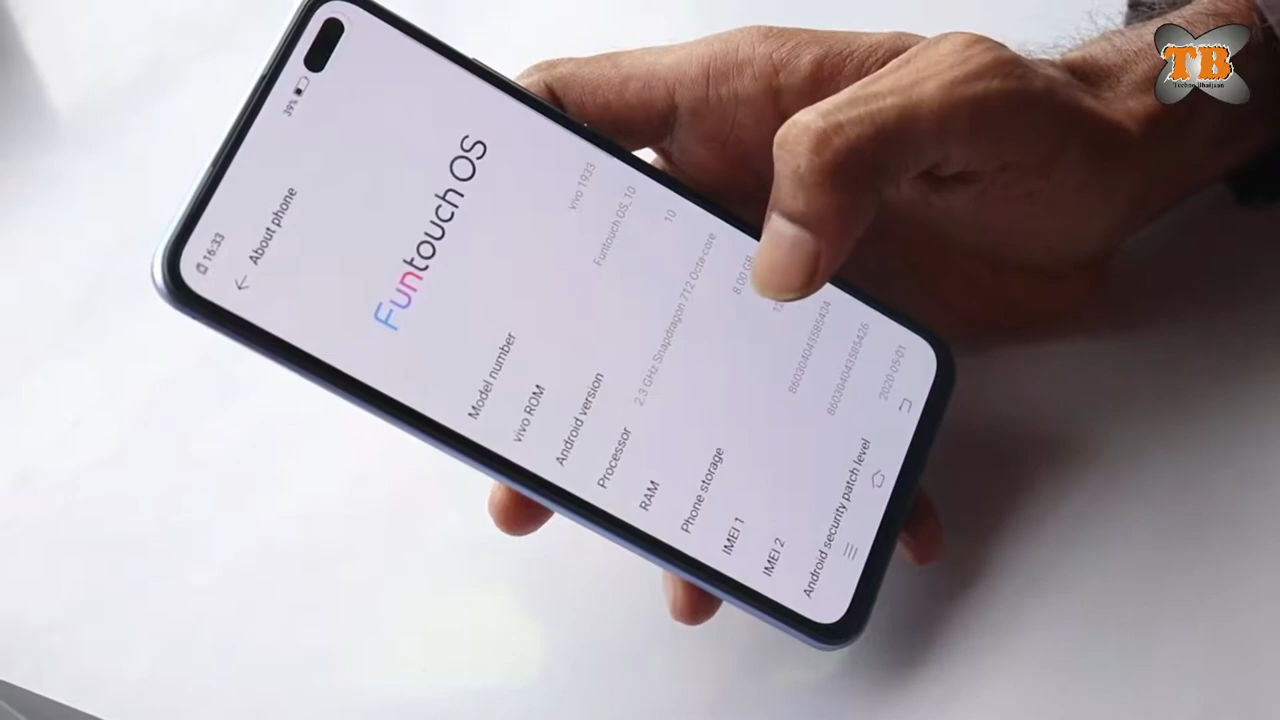 16:33
39%
← About phone
Funtouch OS
Model number vivo 1933
vivo ROM Funtouch OS_10
Android version 10
Processor 2.3 GHz Snapdragon 712 Octa-core
RAM 8.00 GB
Phone storage
IMEI 1 860304043585434
IMEI 2 860304043585426
Android security patch level 2020-05-01
TB
Techno Bhaijaan